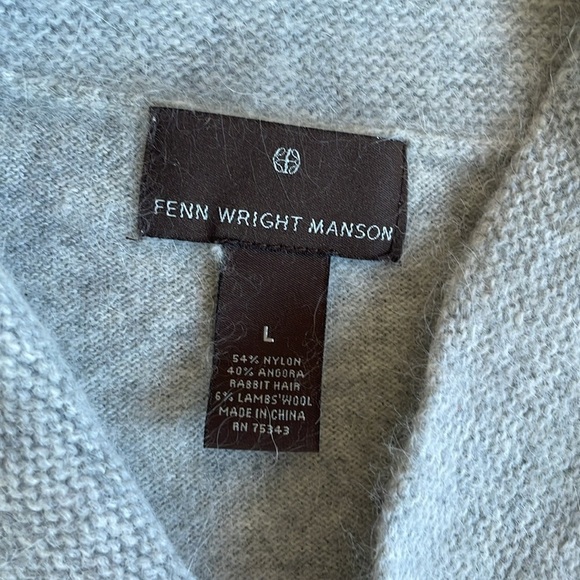 FENN WRIGHT MANSON
L
54% NYLON
40% ANGORA
RABBIT HAIR
6% LAMBS'WOOL
MADE IN CHINA
RN 75343